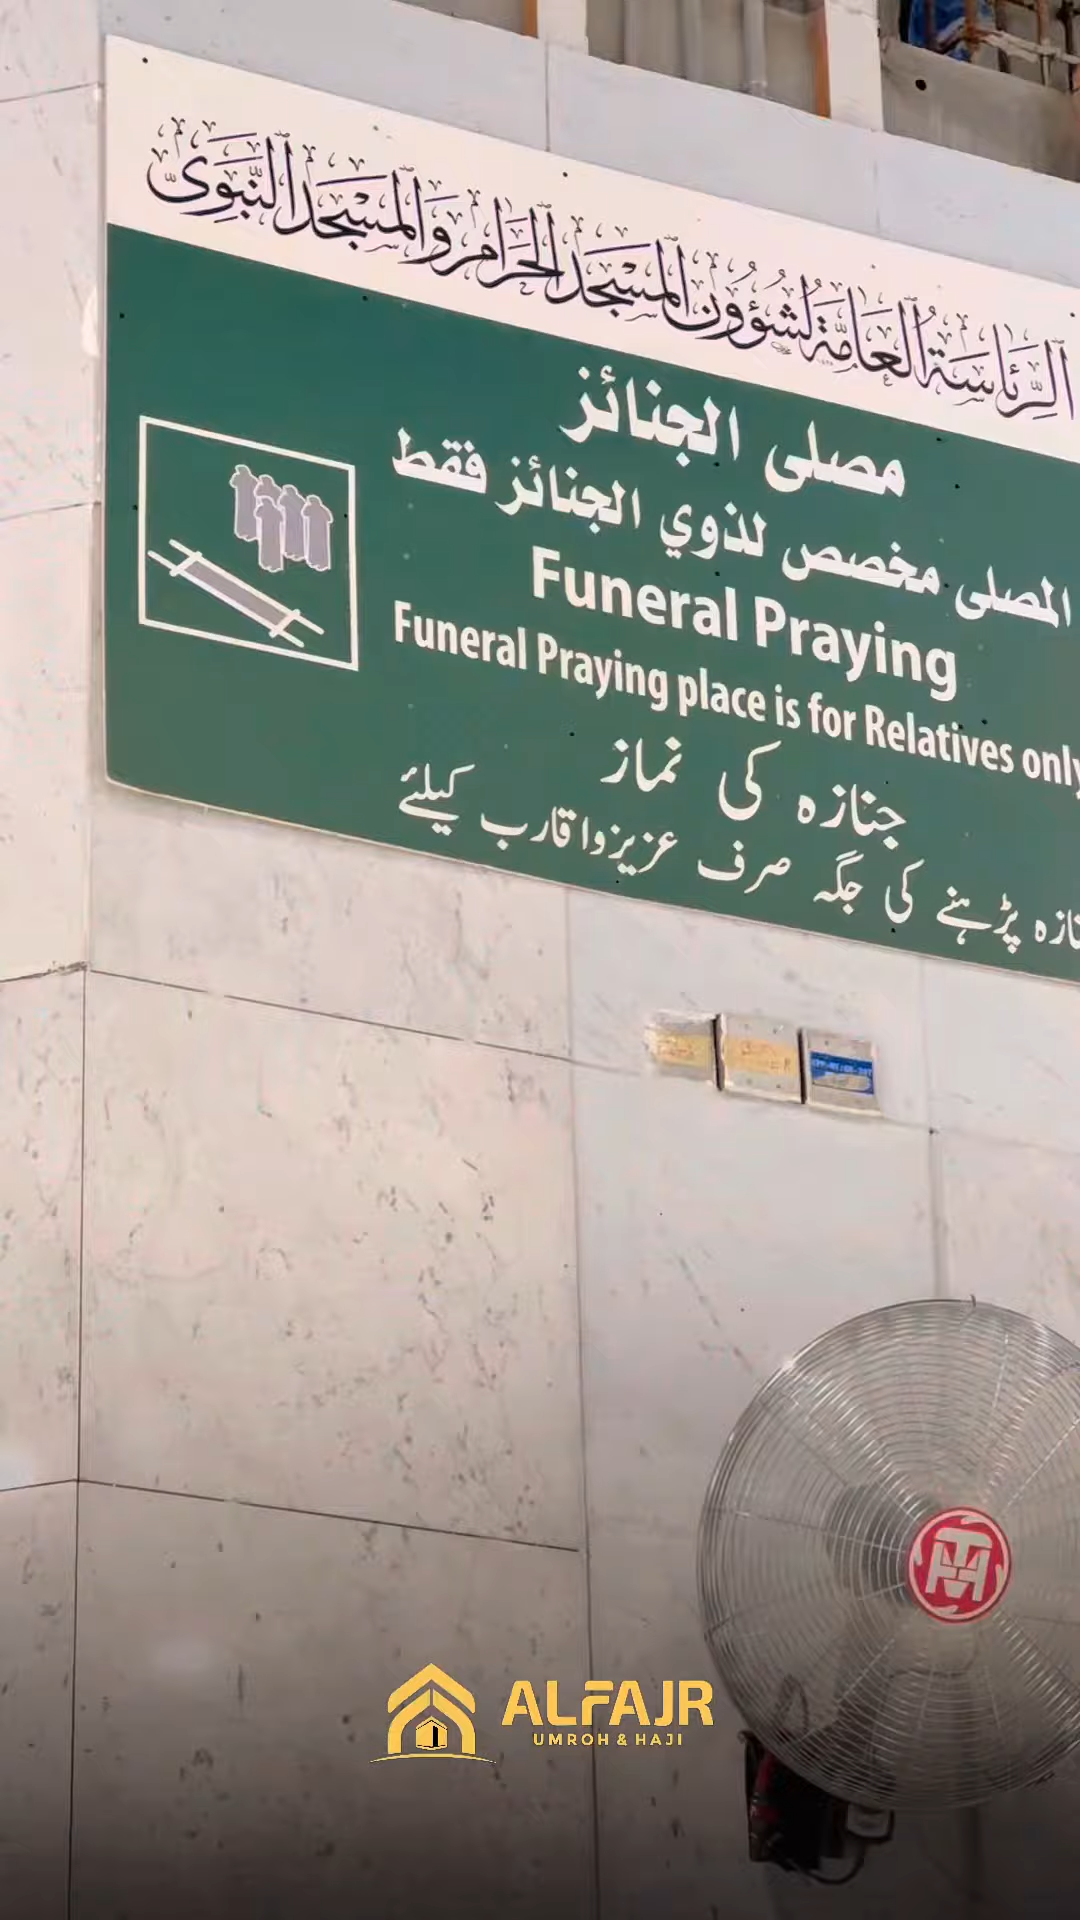 الرئاسة العامة لشؤون المسجد الحرام والمسجد النبوي
مصلى الجنائز
المصلى مخصص لذوي الجنائز فقط
Funeral Praying
Funeral Praying place is for Relatives only
جنازہ کی نماز
پڑھنے کی جگہ صرف عزیزواقارب کیلئے
ALFAJR
UMROH & HAJI